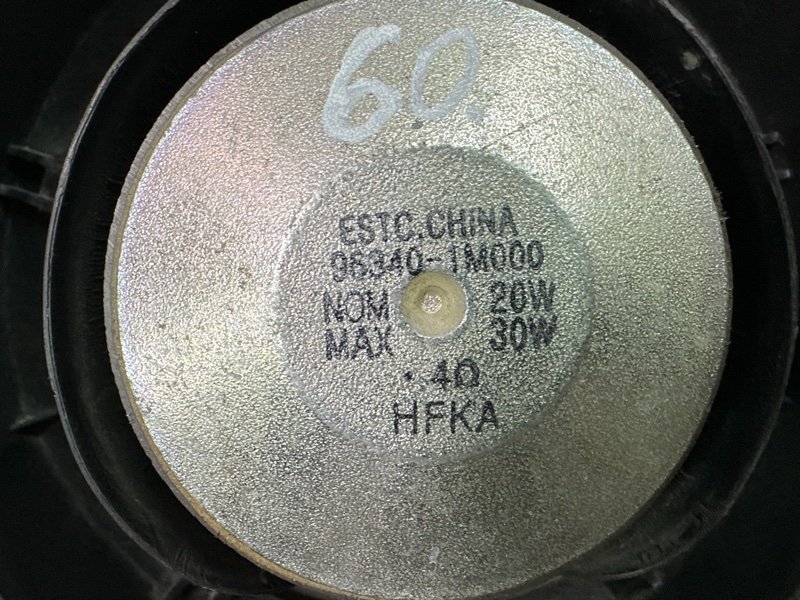 60.
ESTC.CHINA
96340-1M000
NOM 20W
MAX 30W
. 4Ω
HFKA